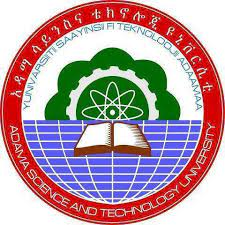 አዳማ ሳይንስና ቴክኖሎጂ ዩኒቨርሲቲ
YUNIVARSIITII SAAYINSII FI TEKNOLOOJII ADAAMAA
ADAMA SCIENCE AND TECHNOLOGY UNIVERSITY